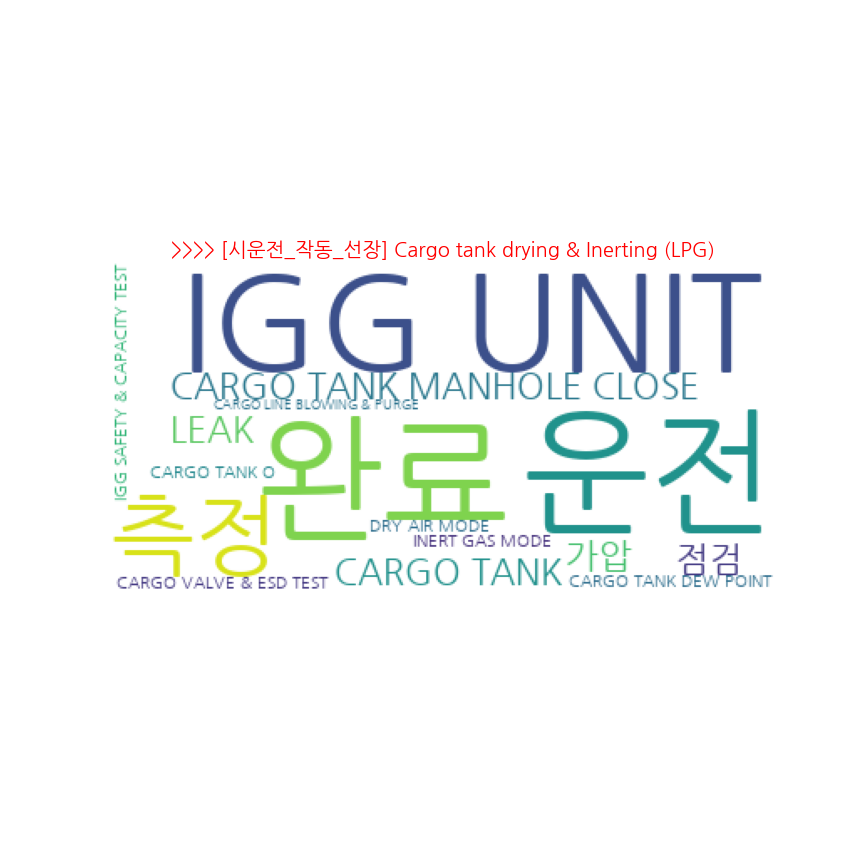 >>>> [시운전_작동_선장] Cargo tank drying & Inerting (LPG)
IGG SAFETY & CAPACITY TEST
IGG UNIT
CARGO TANK MANHOLE CLOSE
CARGO LINE BLOWING & PURGE
LEAK
완료
운전
CARGO TANK O
측정
DRY AIR MODE
INERT GAS MODE
가압
점검
CARGO TANK
CARGO VALVE & ESD TEST
CARGO TANK DEW POINT